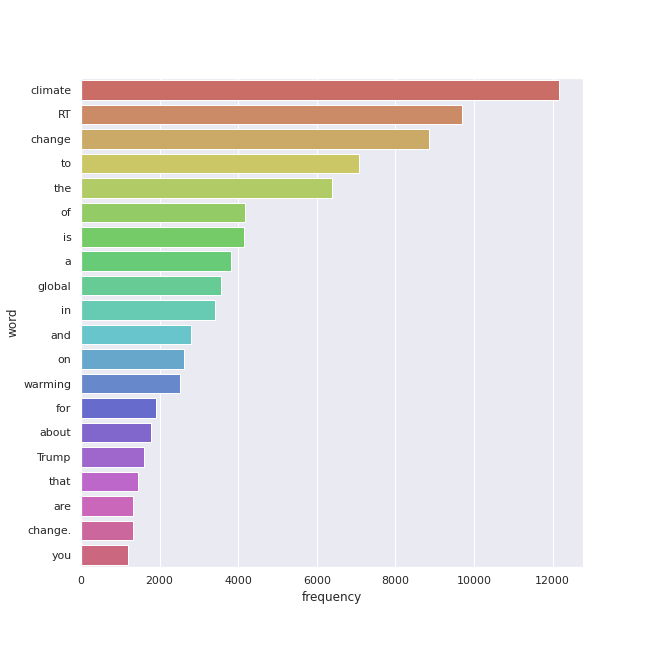 climate
RT
change
to
the
of
is
a
global
in
and
on
warming
for
about
Trump
that
are
change.
you
word
0 2000 4000 6000 8000 10000 12000
frequency